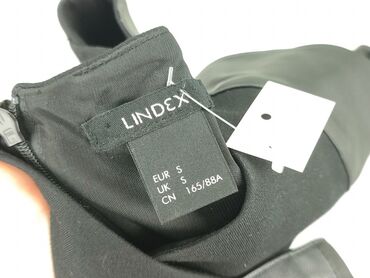 LINDEX
EUR S
UK S
CN 165/88A